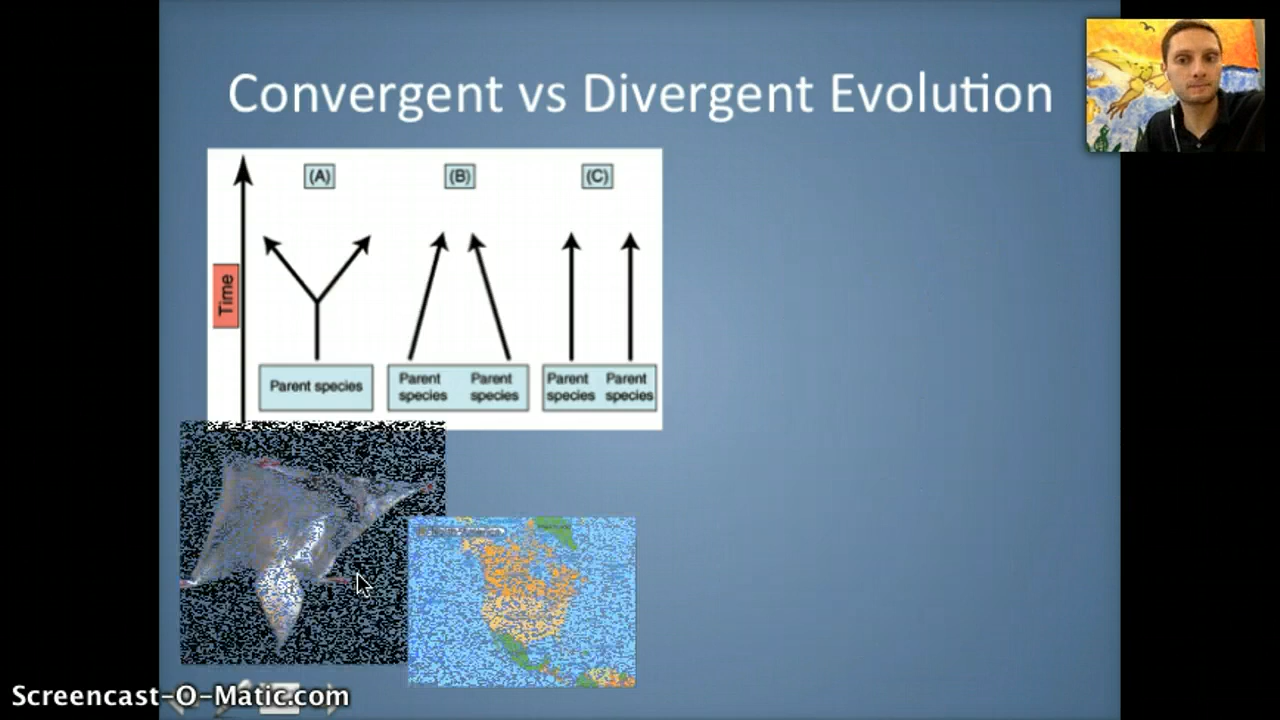 Convergent vs Divergent Evolution
(A)
(B)
(C)
Time
Parent species
Parent
species
Parent
species
Parent
species
Parent
species
Screencast-O-Matic.com